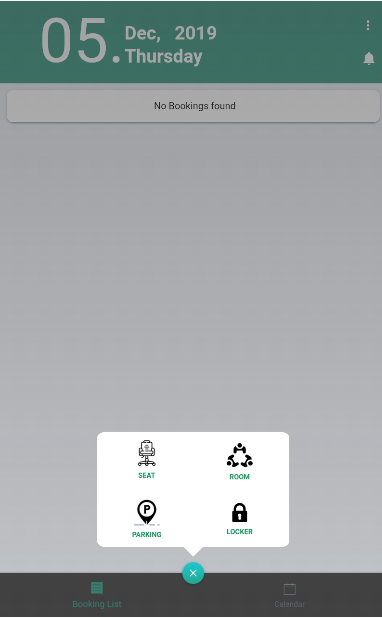 05. Dec, 2019
Thursday
No Bookings found
SEAT
ROOM
P
PARKING
LOCKER
Booking List
Calendar